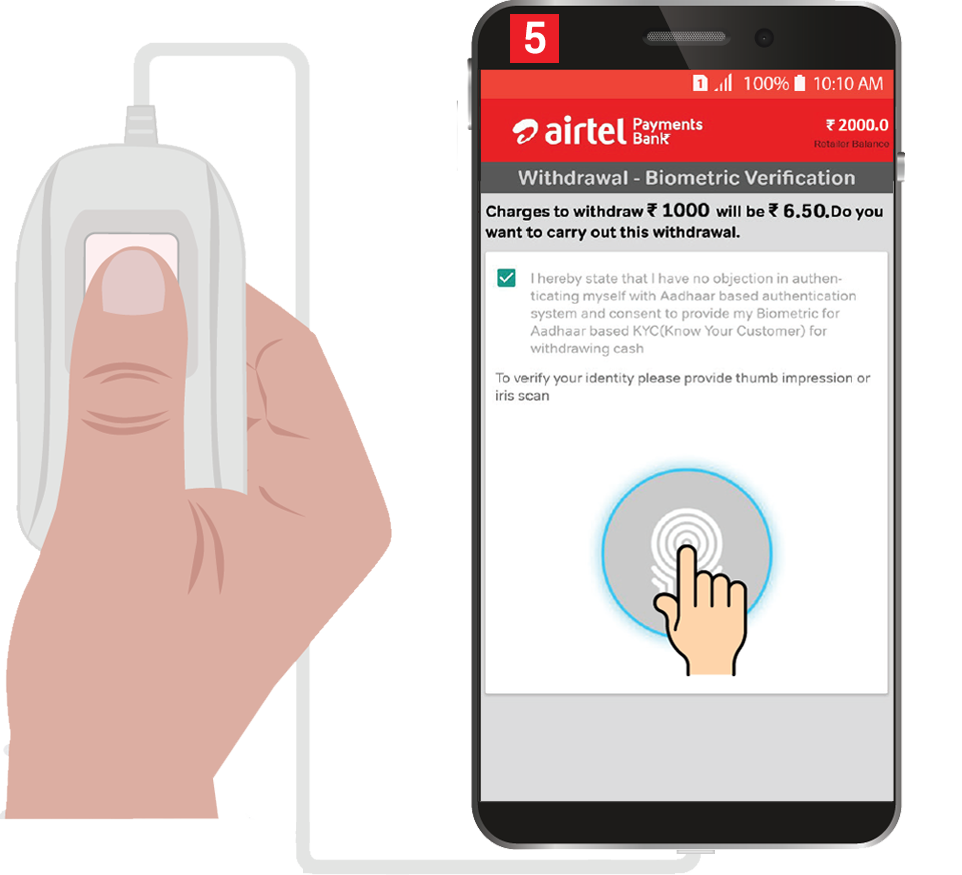 5
1 100% 10:10 AM
airtel Payments Bank
₹ 2000.0
Retailor Balance
Withdrawal - Biometric Verification
Charges to withdraw ₹ 1000 will be ₹ 6.50.Do you
want to carry out this withdrawal.
I hereby state that I have no objection in authen-
ticating myself with Aadhaar based authentication
system and consent to provide my Biometric for
Aadhaar based KYC(Know Your Customer) for
withdrawing cash
To verify your identity please provide thumb impression or
iris scan